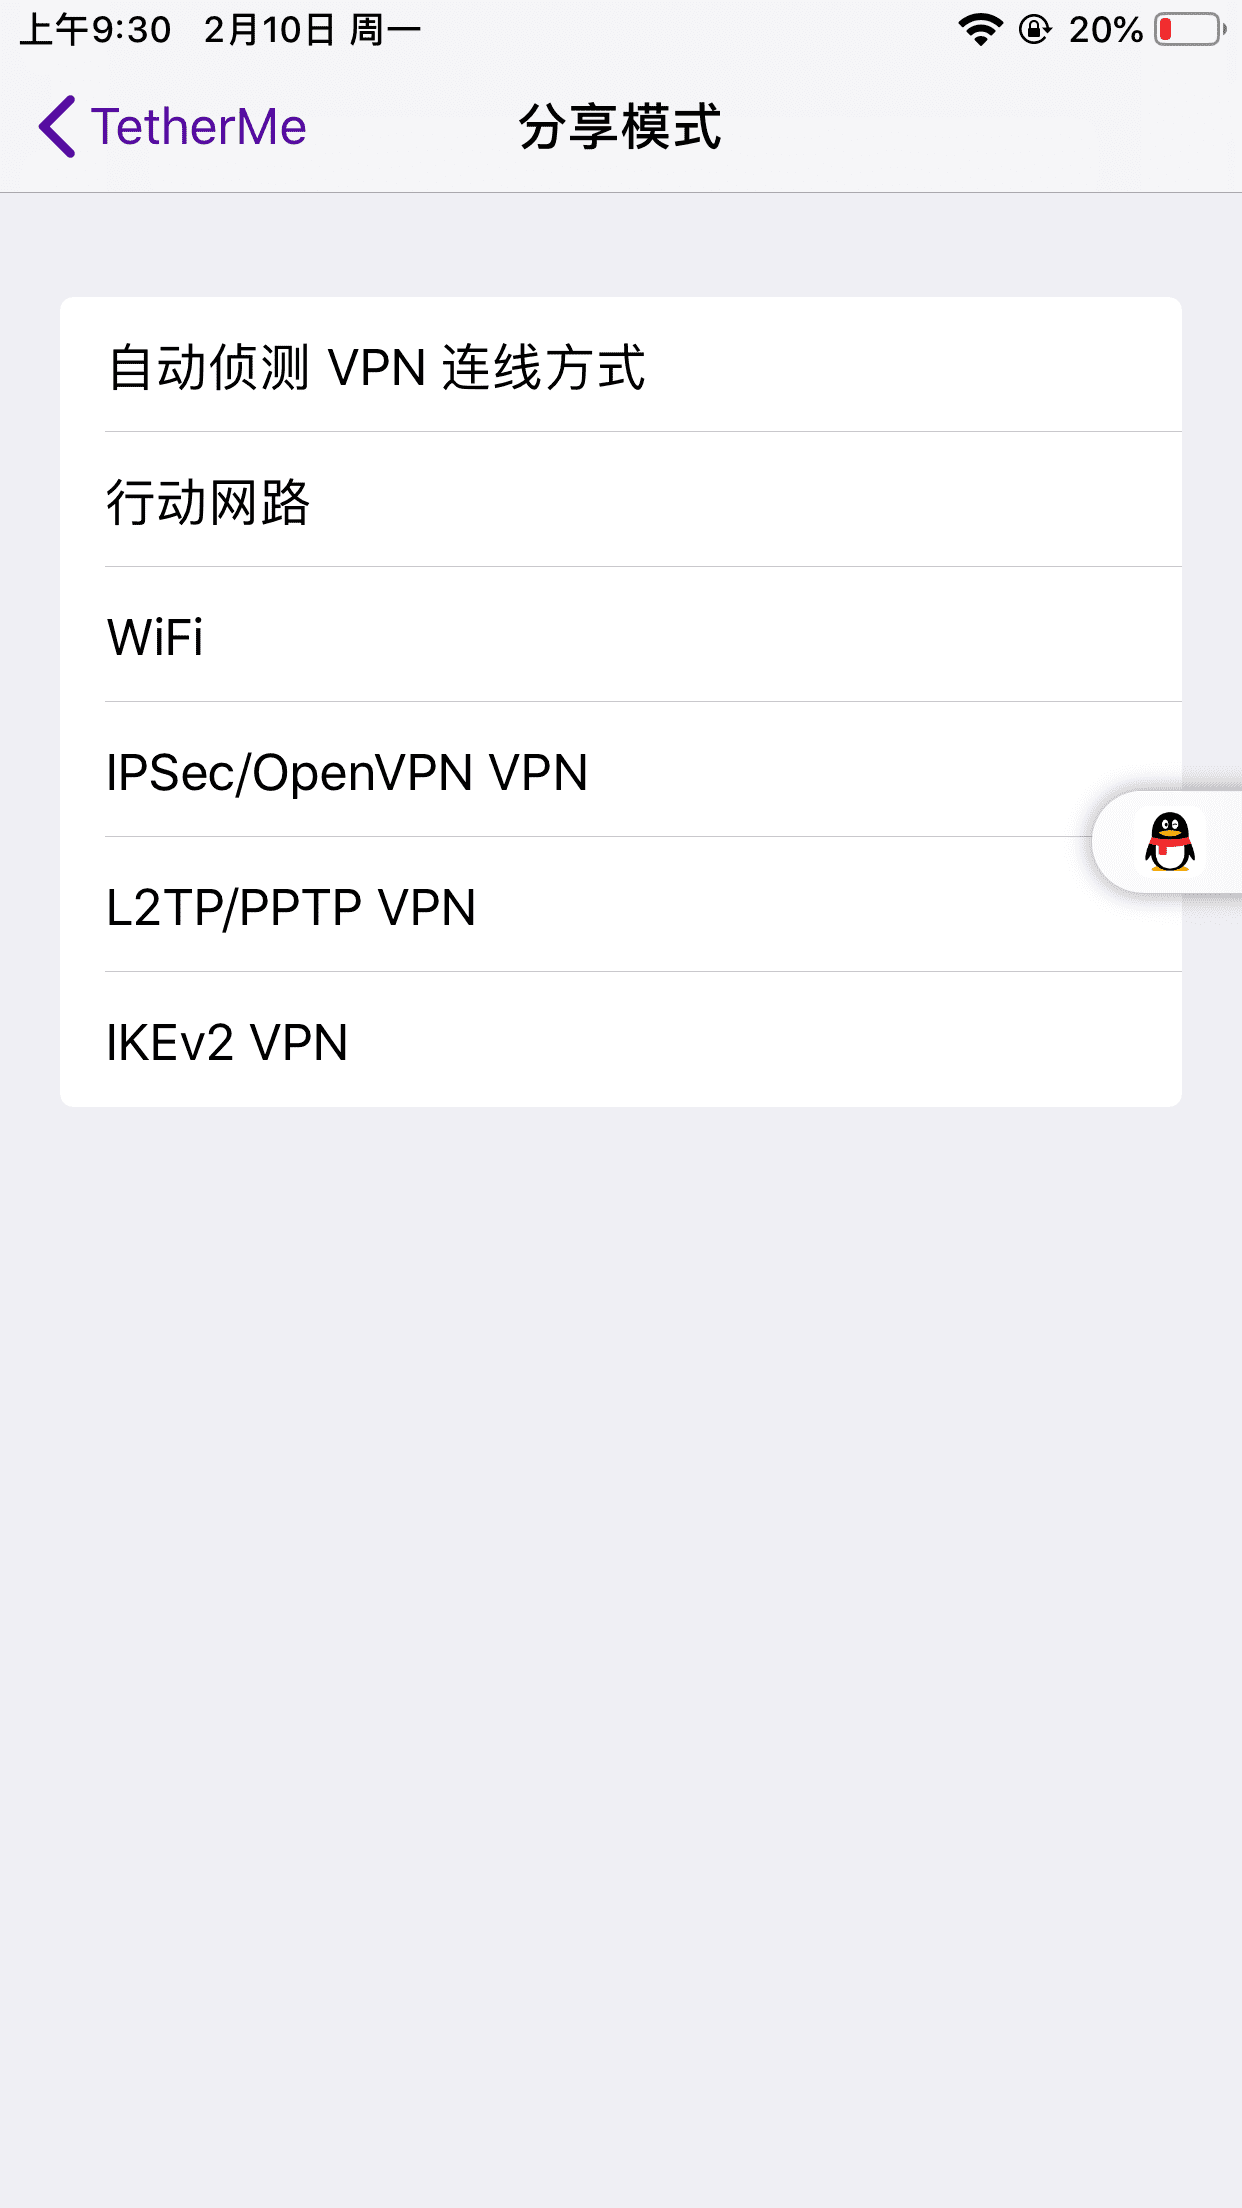 上午9:30 2月10日 周一
20%
TetherMe
分享模式
自动侦测 VPN 连线方式
行动网路
WiFi
IPSec/OpenVPN VPN
L2TP/PPTP VPN
IKEv2 VPN